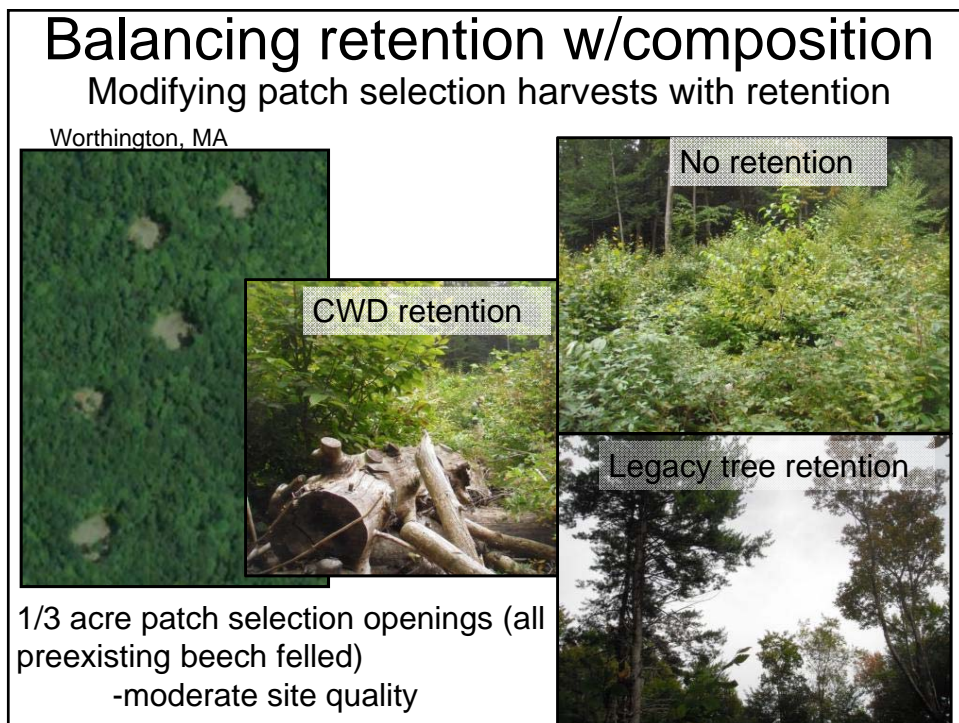 Balancing retention w/composition
Modifying patch selection harvests with retention
Worthington, MA
No retention
CWD retention
Legacy tree retention
1/3 acre patch selection openings (all
preexisting beech felled)
-moderate site quality